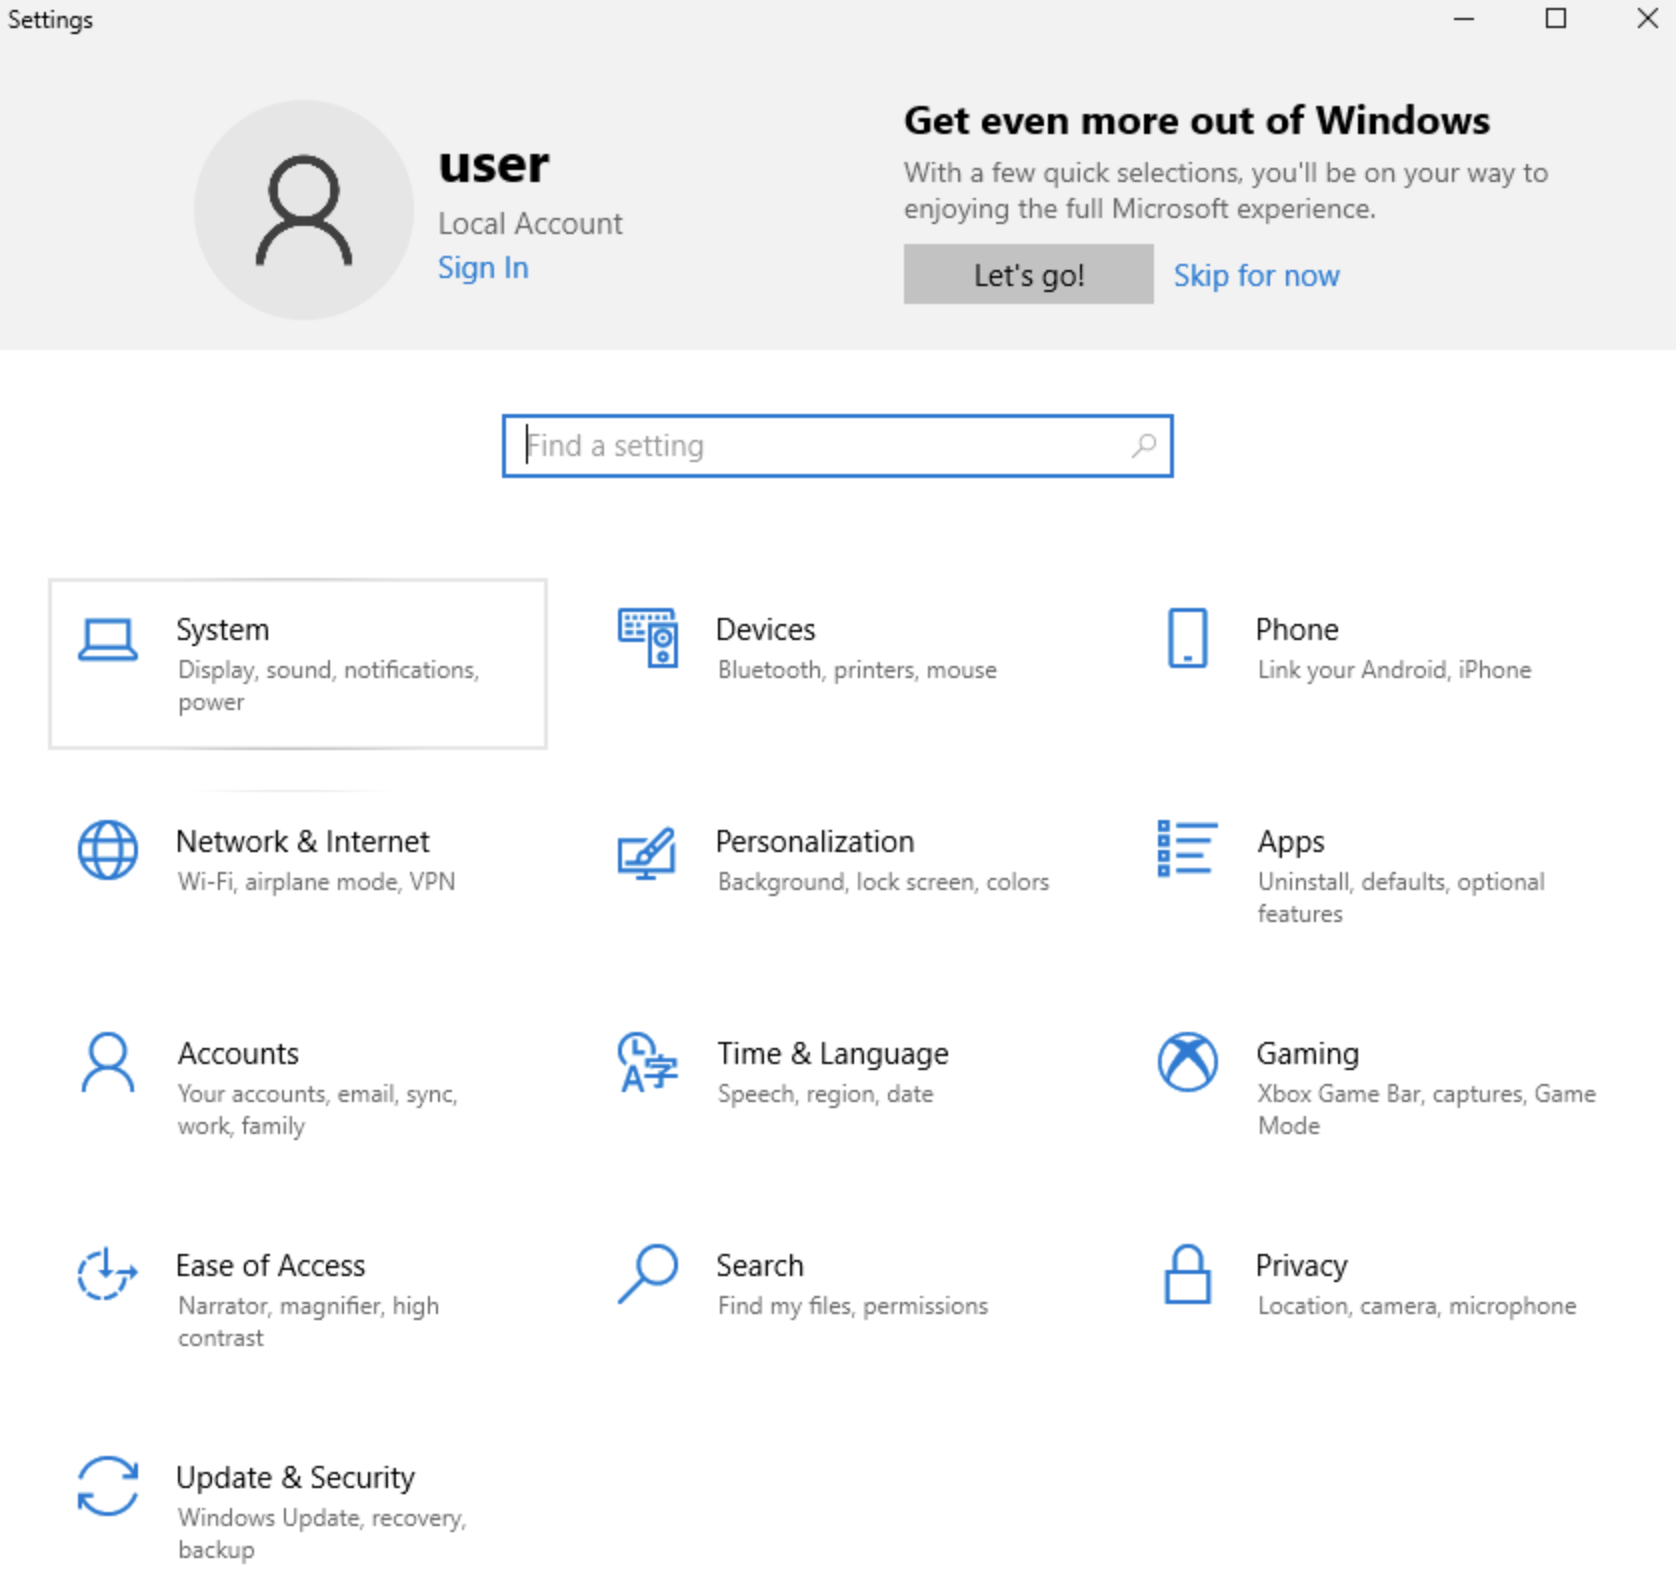 Settings
user
Local Account
Sign In
Get even more out of Windows
With a few quick selections, you'll be on your way to
enjoying the full Microsoft experience.
Let's go!
Skip for now
Find a setting
System
Display, sound, notifications,
power
Devices
Bluetooth, printers, mouse
Phone
Link your Android, iPhone
Network & Internet
Wi-Fi, airplane mode, VPN
Personalization
Background, lock screen, colors
Apps
Uninstall, defaults, optional
features
Accounts
Your accounts, email, sync,
work, family
A字
Time & Language
Speech, region, date
Gaming
Xbox Game Bar, captures, Game
Mode
Ease of Access
Narrator, magnifier, high
contrast
Search
Find my files, permissions
Privacy
Location, camera, microphone
Update & Security
Windows Update, recovery,
backup